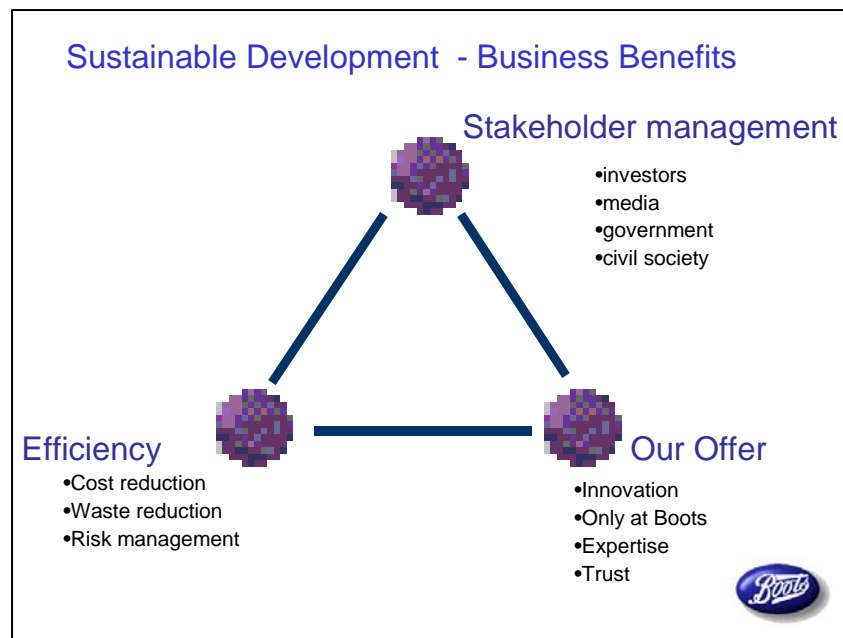 Sustainable Development - Business Benefits
Stakeholder management
•investors
•media
•government
•civil society
Efficiency
•Cost reduction
•Waste reduction
•Risk management
Our Offer
•Innovation
•Only at Boots
•Expertise
•Trust
Boots